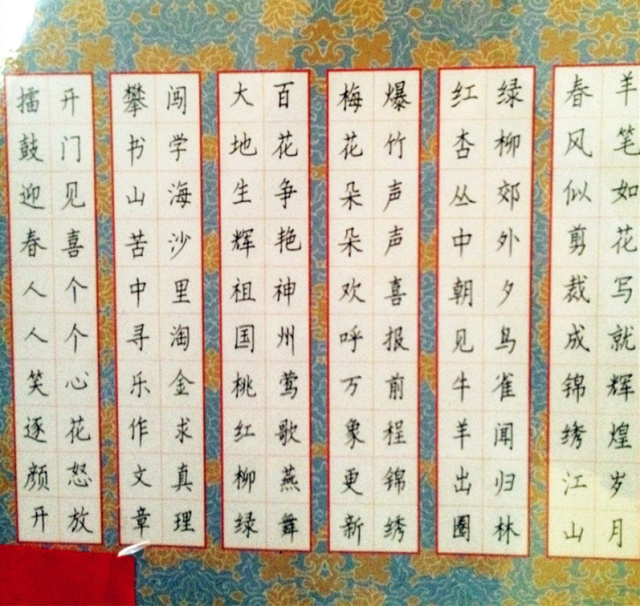 羊笔如花写就辉煌岁月
春风似剪裁成锦绣江山
绿柳郊外夕鸟雀闻归林
红杏丛中朝见牛羊出圈
爆竹声声喜报前程锦绣
梅花朵朵欢呼万象更新
百花争艳神州莺歌燕舞
大地生辉祖国桃红柳绿
闯学海沙里淘金求真理
攀书山苦中寻乐作文章
开门见喜个个心花怒放
擂鼓迎春人人笑逐颜开